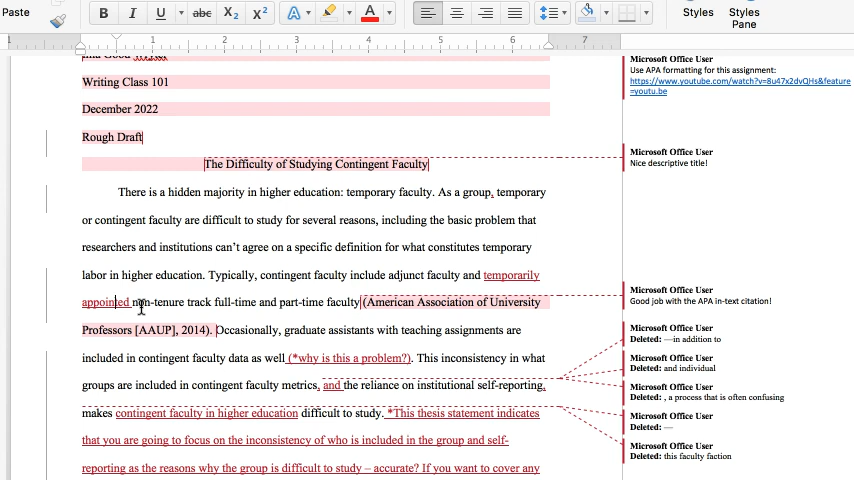 Paste
B I U abc X2 X2 A A
Styles Styles Pane
1 1 2 3 4 5 6 7
Writing Class 101
December 2022
Rough Draft
The Difficulty of Studying Contingent Faculty
There is a hidden majority in higher education: temporary faculty. As a group, temporary
or contingent faculty are difficult to study for several reasons, including the basic problem that
researchers and institutions can’t agree on a specific definition for what constitutes temporary
labor in higher education. Typically, contingent faculty include adjunct faculty and temporarily
appointed non-tenure track full-time and part-time faculty (American Association of University
Professors [AAUP], 2014). Occasionally, graduate assistants with teaching assignments are
included in contingent faculty data as well (*why is this a problem?). This inconsistency in what
groups are included in contingent faculty metrics, and the reliance on institutional self-reporting,
makes contingent faculty in higher education difficult to study. *This thesis statement indicates
that you are going to focus on the inconsistency of who is included in the group and self-
reporting as the reasons why the group is difficult to study – accurate? If you want to cover any
Microsoft Office User
Use APA formatting for this assignment:
https://www.youtube.com/watch?v=8u47x2dvQHs&feature
=youtu.be
Microsoft Office User
Nice descriptive title!
Microsoft Office User
Good job with the APA in-text citation!
Microsoft Office User
Deleted: —in addition to
Microsoft Office User
Deleted: and individual
Microsoft Office User
Deleted: , a process that is often confusing
Microsoft Office User
Deleted: —
Microsoft Office User
Deleted: this faculty faction